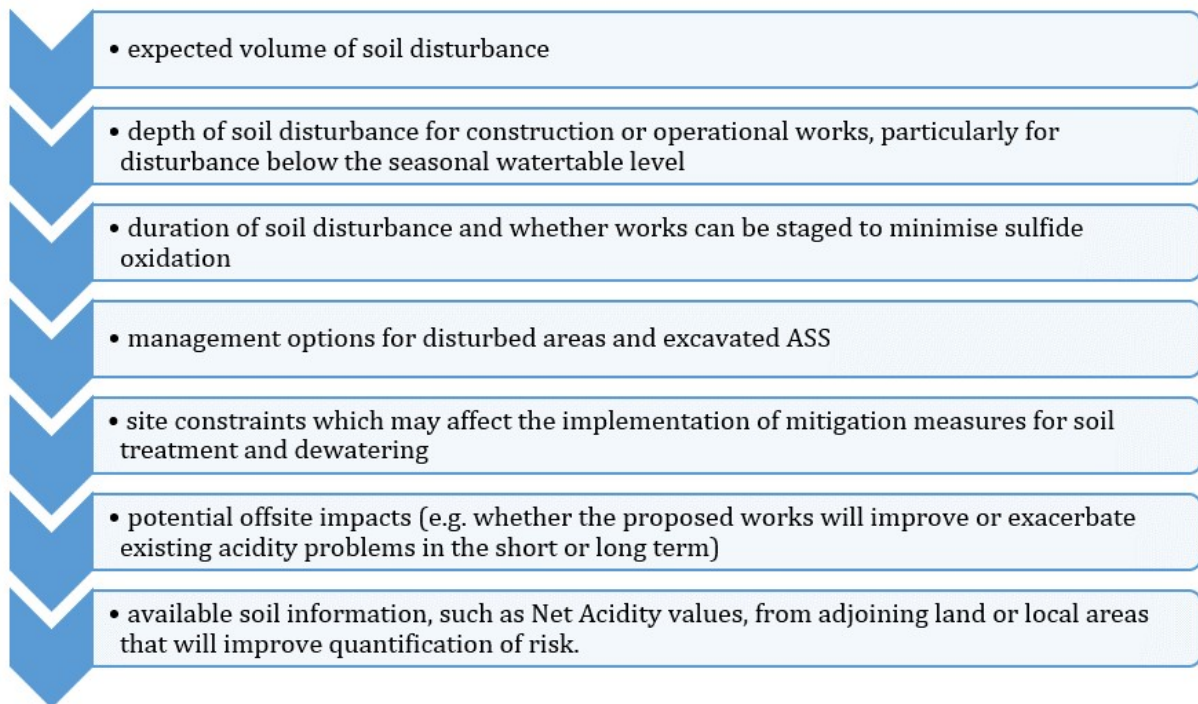 • expected volume of soil disturbance
• depth of soil disturbance for construction or operational works, particularly for
disturbance below the seasonal watertable level
• duration of soil disturbance and whether works can be staged to minimise sulfide
oxidation
• management options for disturbed areas and excavated ASS
• site constraints which may affect the implementation of mitigation measures for soil
treatment and dewatering
• potential offsite impacts (e.g. whether the proposed works will improve or exacerbate
existing acidity problems in the short or long term)
• available soil information, such as Net Acidity values, from adjoining land or local areas
that will improve quantification of risk.